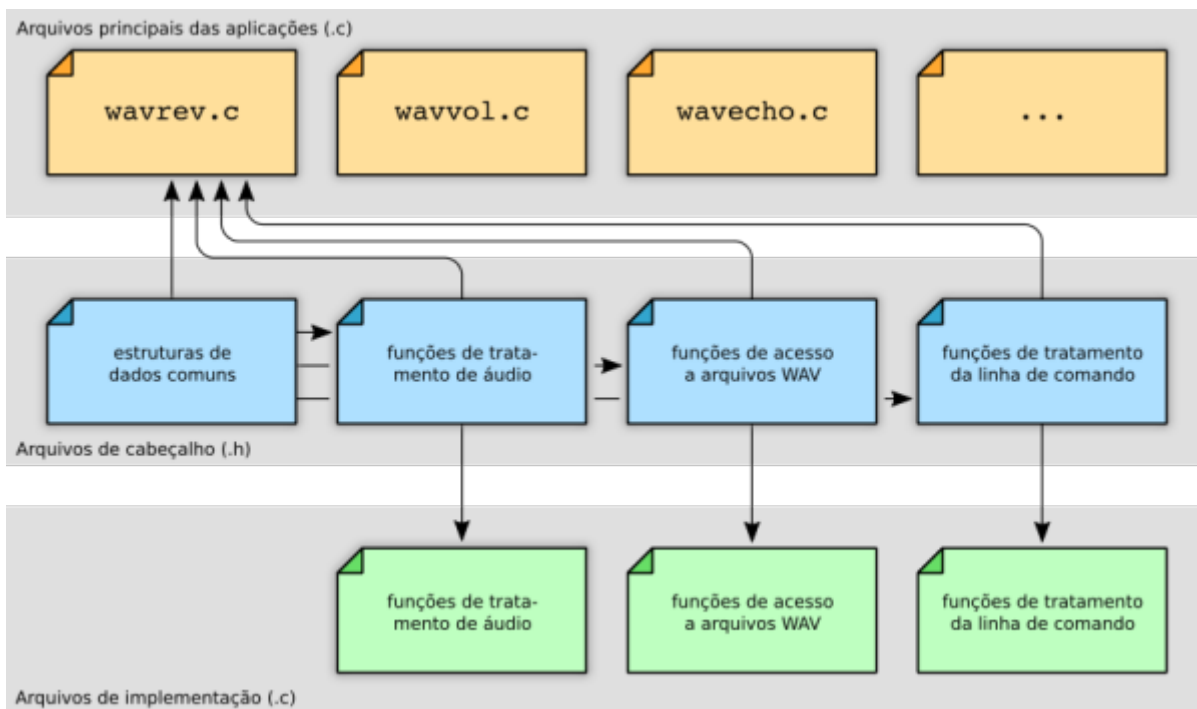 Arquivos principais das aplicações (.c)
wavrev.c
wavvol.c
wavecho.c
...
estruturas de
dados comuns
funções de trata-
mento de áudio
funções de acesso
a arquivos WAV
funções de tratamento
da linha de comando
Arquivos de cabeçalho (.h)
funções de trata-
mento de áudio
funções de acesso
a arquivos WAV
funções de tratamento
da linha de comando
Arquivos de implementação (.c)